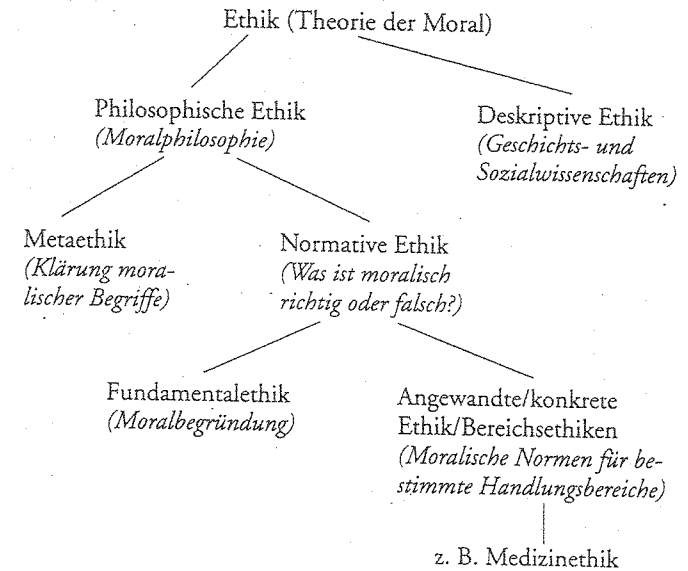 Ethik (Theorie der Moral)
Philosophische Ethik
(Moralphilosophie)
Deskriptive Ethik
(Geschichts- und
Sozialwissenschaften)
Metaethik
(Klärung mora-
lischer Begriffe)
Normative Ethik
(Was ist moralisch
richtig oder falsch?)
Fundamentalethik
(Moralbegründung)
Angewandte/konkrete
Ethik/Bereichsethiken
(Moralische Normen für be-
stimmte Handlungsbereiche)
z. B. Medizinethik